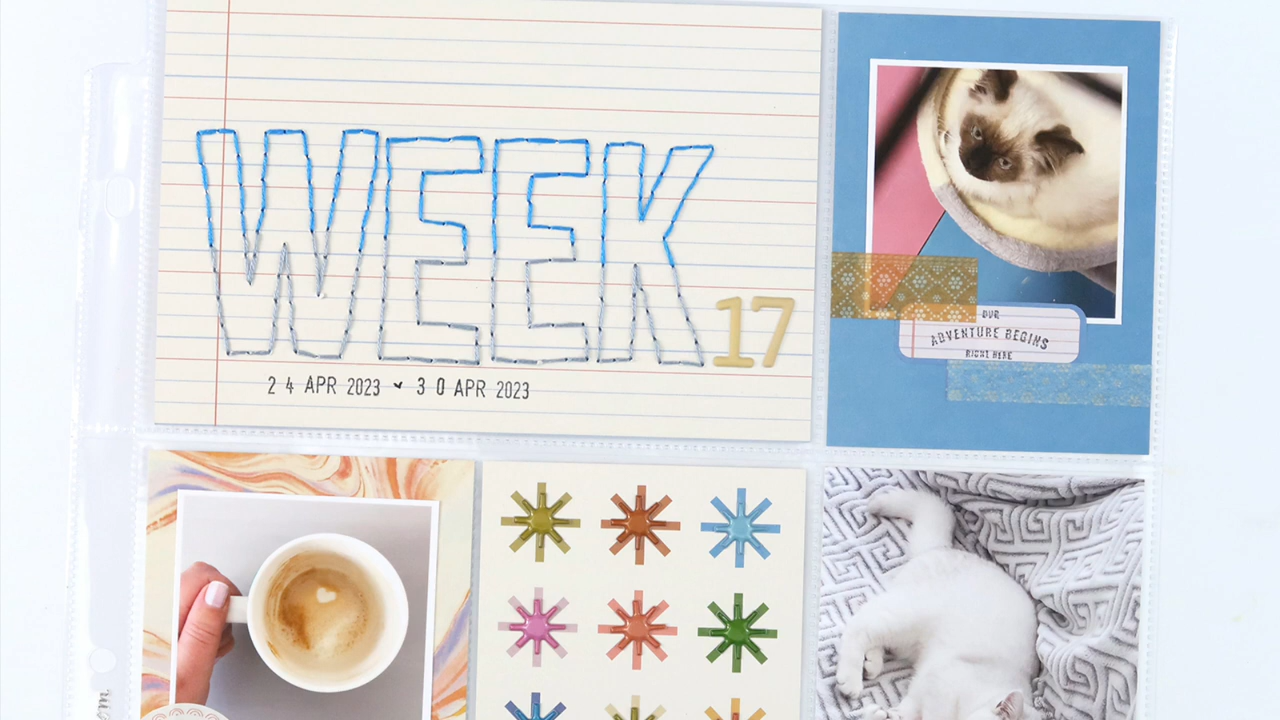 WEEK
17
24 APR 2023 - 30 APR 2023
OUR
ADVENTURE BEGINS
RIGHT HERE